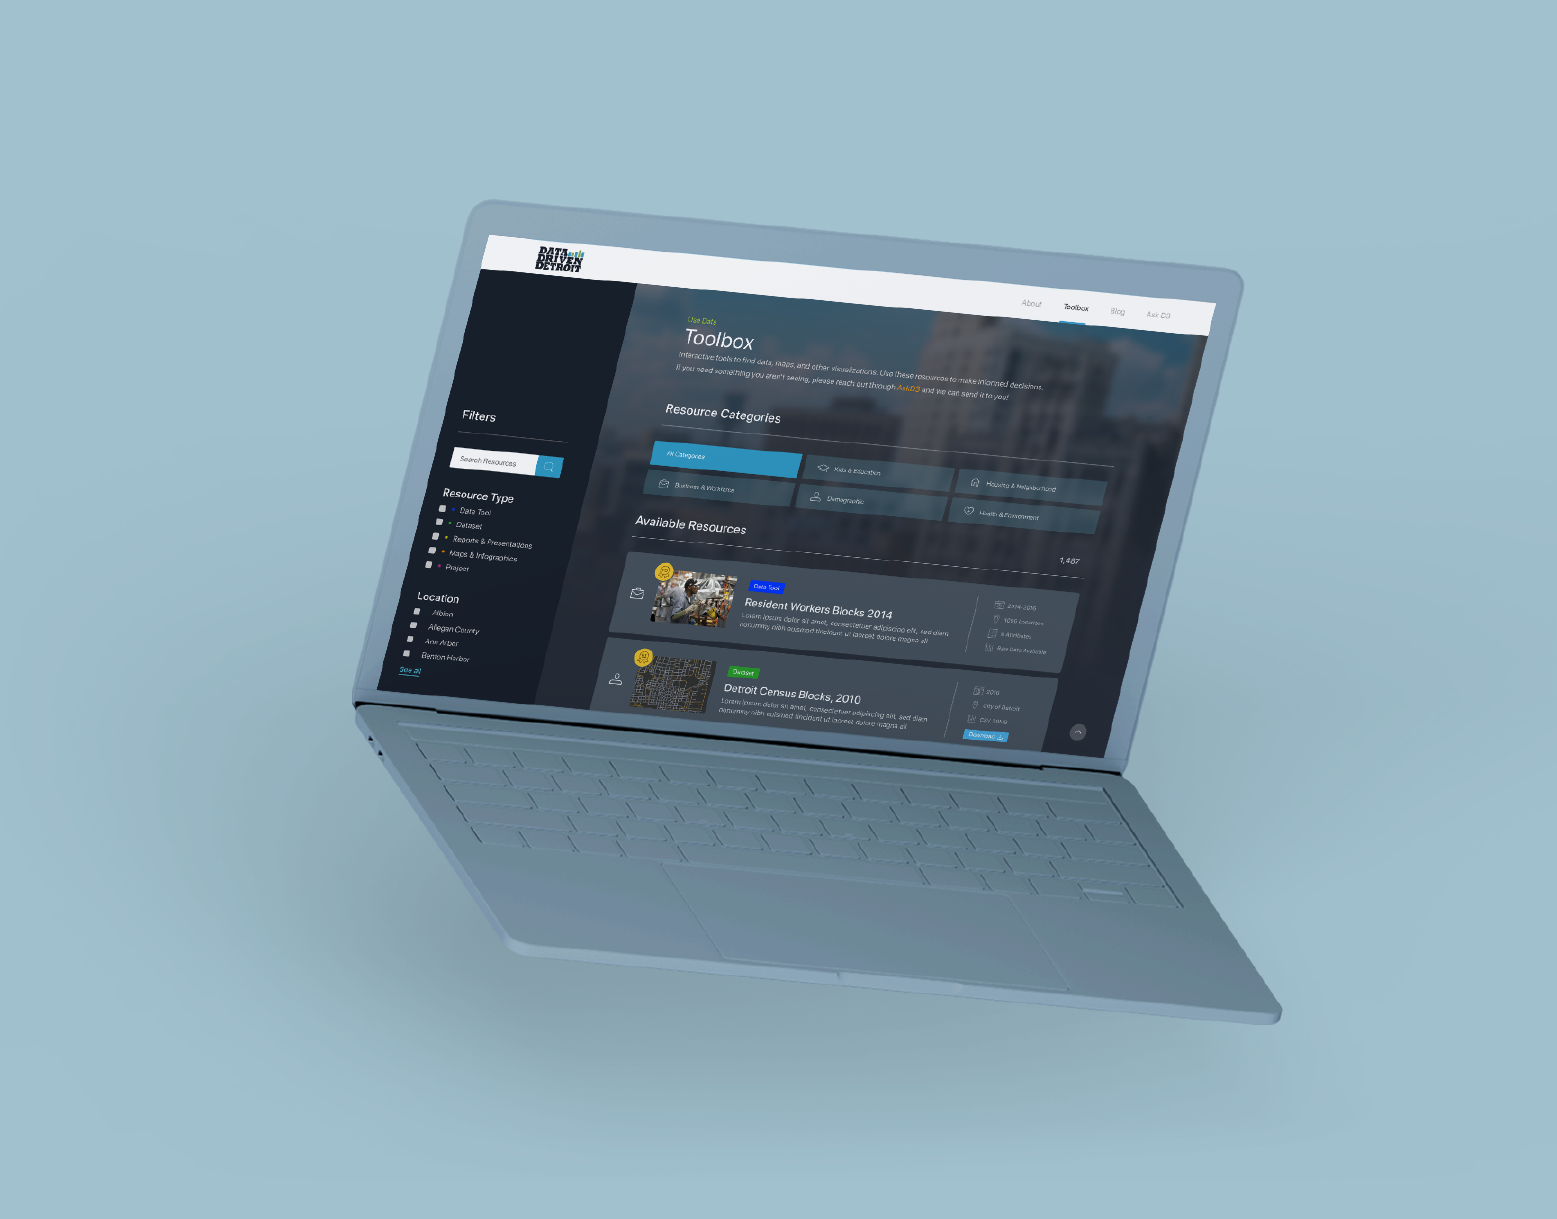 DATA
DRIVEN
DETROIT
About
Toolbox
Blog
Ask D3
Use Data
Toolbox
Interactive tools to find data, maps, and other visualizations. Use these resources to make informed decisions.
If you need something you aren't seeing, please reach out through AskD3 and we can send it to you!
Filters
Search Resources
Resource Type
Data Tool
Dataset
Reports & Presentations
Maps & Infographics
Project
Location
Albion
Allegan County
Ann Arbor
Benton Harbor
See all
Resource Categories
All Categories
Kids & Education
Housing & Neighborhood
Business & Workforce
Demographic
Health & Environment
Available Resources
1,467
Data Tool
Resident Workers Blocks 2014
Lorem ipsum dolor sit amet, consectetuer adipiscing elit, sed diam
nonummy nibh euismod tincidunt ut laoreet dolore magna ali
2014-2015
Locations
Attributes
Raw Data Available
Dataset
Detroit Census Blocks, 2010
Lorem ipsum dolor sit amet, consectetuer adipiscing elit, sed diam
nonummy nibh euismod tincidunt ut laoreet dolore magna ali
2010
City of Detroit
Download